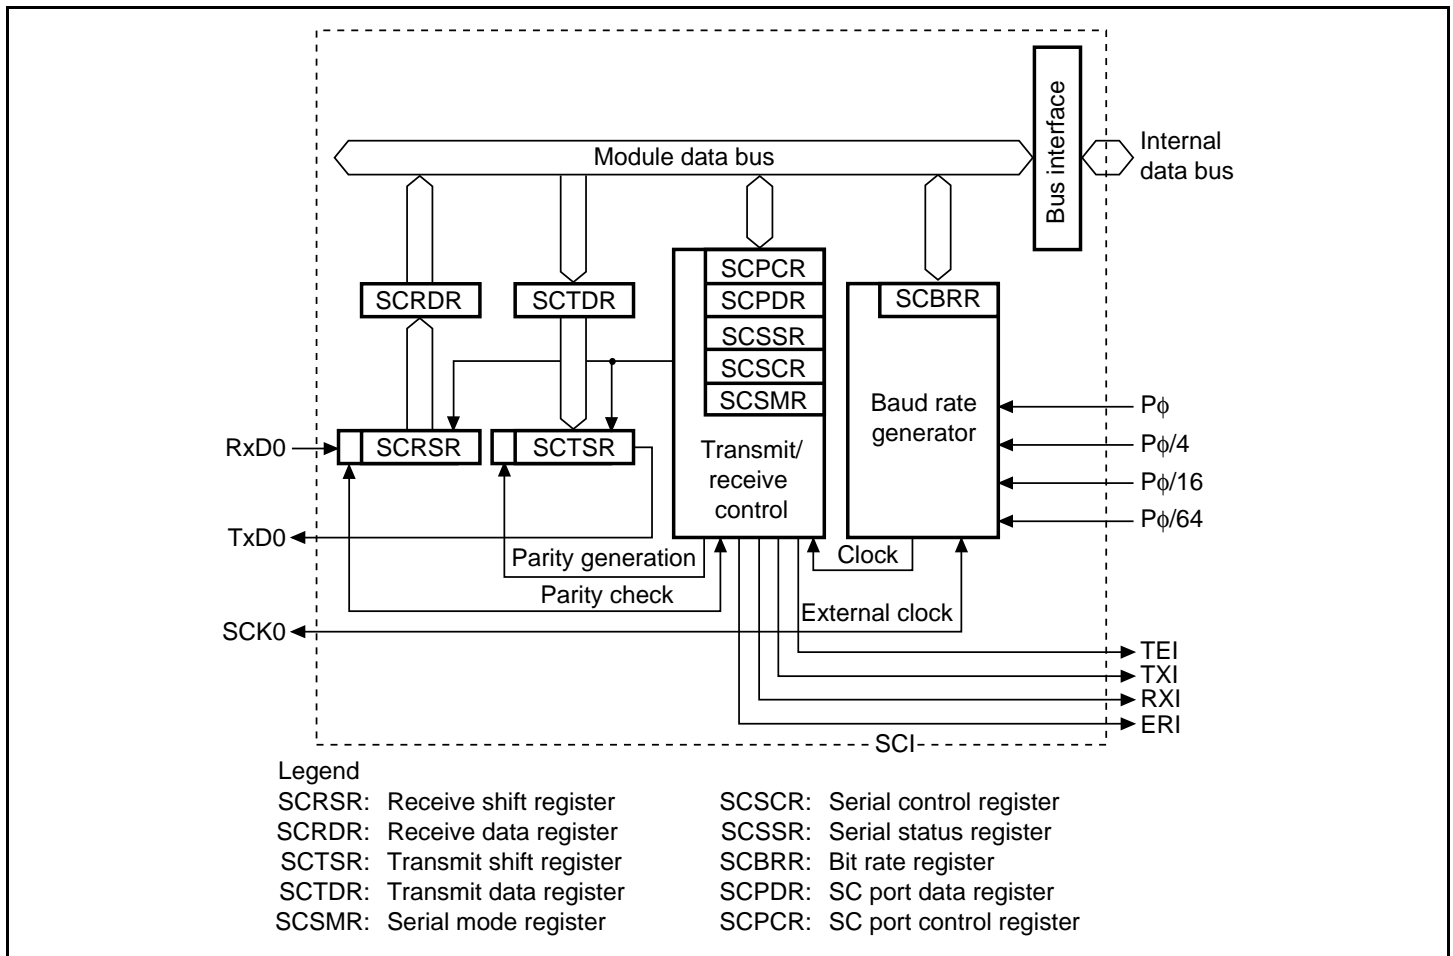 Module data bus
Bus interface
Internal
data bus
SCRDR
SCTDR
SCPCR
SCPDR
SCSSR
SCSCR
SCSMR
Transmit/
receive
control
SCBRR
Baud rate
generator
Pϕ
Pϕ/4
Pϕ/16
Pϕ/64
RxD0
SCRSR
SCTSR
TxD0
Parity generation
Clock
Parity check
External clock
SCK0
TEI
TXI
RXI
ERI
SCI
Legend
SCRSR: Receive shift register
SCRDR: Receive data register
SCTSR: Transmit shift register
SCTDR: Transmit data register
SCSMR: Serial mode register
SCSCR: Serial control register
SCSSR: Serial status register
SCBRR: Bit rate register
SCPDR: SC port data register
SCPCR: SC port control register